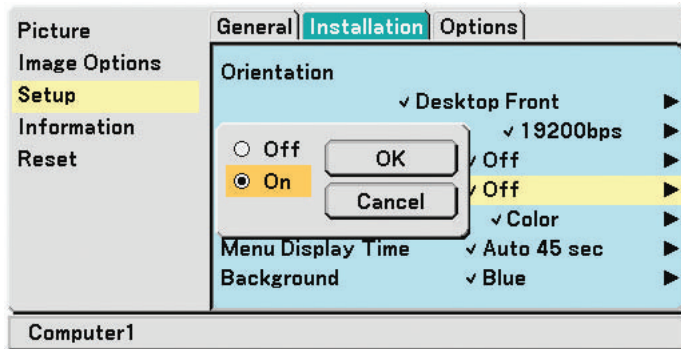 Picture
Image Options
Setup
Information
Reset
General Installation Options
Orientation
✓ Desktop Front
✓ 19200bps
✓ Off
✓ Off
✓ Color
Menu Display Time ✓ Auto 45 sec
Background ✓ Blue
Off
On
OK
Cancel
Computer1